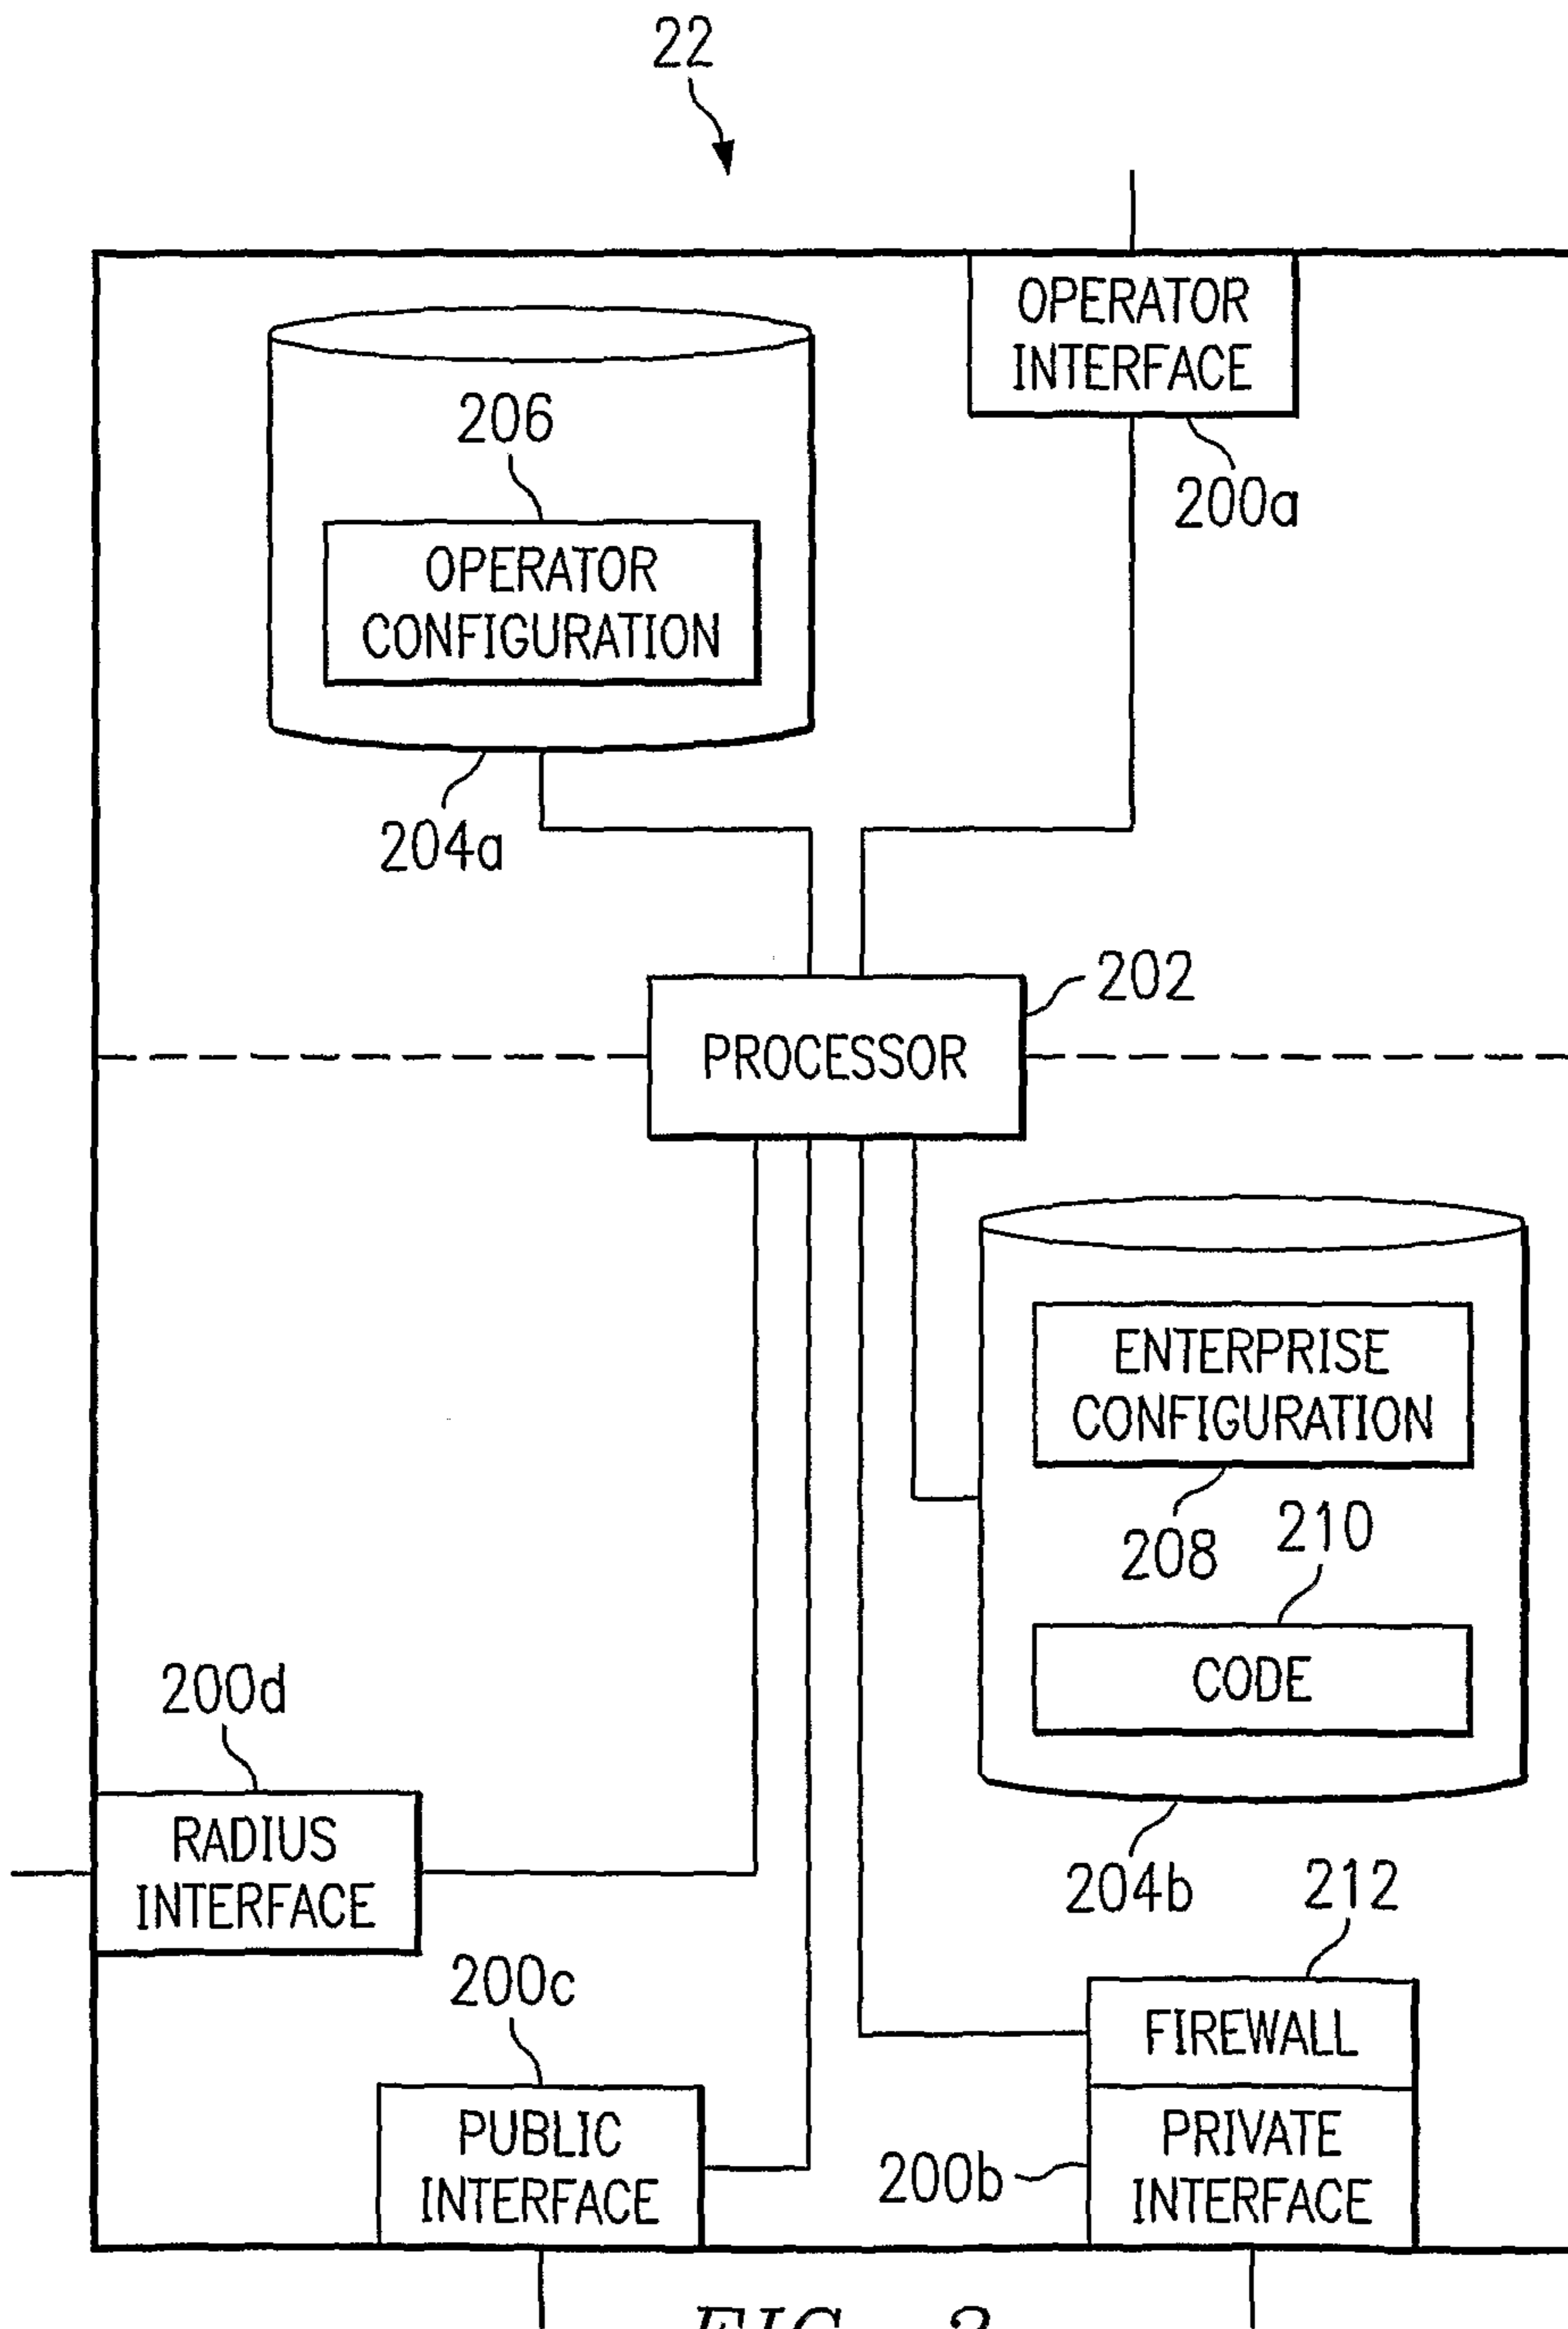 22
OPERATOR
INTERFACE
200a
206
OPERATOR
CONFIGURATION
204a
202
PROCESSOR
ENTERPRISE
CONFIGURATION
208
210
CODE
204b
200d
RADIUS
INTERFACE
212
FIREWALL
200c
PUBLIC
INTERFACE
200b
PRIVATE
INTERFACE
FIG.